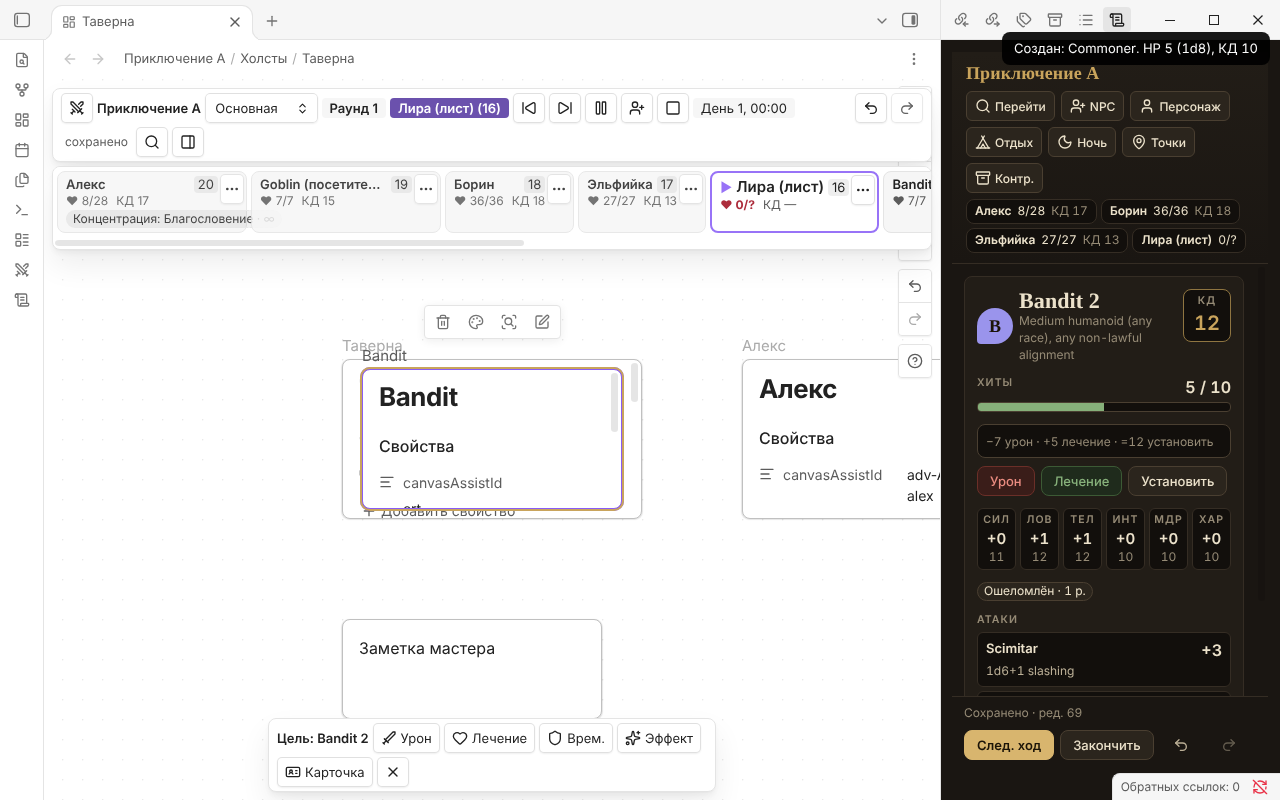 Таверна
Создан: Commoner. HP 5 (1d8), КД 10
Приключение A / Холсты / Таверна
Приключение A
Основная
Раунд 1
Лира (лист) (16)
День 1, 00:00
сохранено
Алекс 20
8/28 КД 17
Концентрация: Благословение · ∞
Goblin (посетите... 19
7/7 КД 15
Борин 18
36/36 КД 18
Эльфийка 17
27/27 КД 13
Лира (лист) 16
0/? КД —
Bandit
7/7
Таверна
Bandit
Bandit
Свойства
canvasAssistId
Добавить свойство
Алекс
Алекс
Свойства
canvasAssistId
alex
Заметка мастера
Цель: Bandit 2
Урон
Лечение
Врем.
Эффект
Карточка
Приключение A
Перейти
NPC
Персонаж
Отдых
Ночь
Точки
Контр.
Алекс 8/28 КД 17
Борин 36/36 КД 18
Эльфийка 27/27 КД 13
Лира (лист) 0/?
B
Bandit 2
Medium humanoid (any
race), any non-lawful
alignment
КД
12
ХИТЫ
5 / 10
−7 урон · +5 лечение · =12 установить
Урон
Лечение
Установить
СИЛ ЛОВ ТЕЛ ИНТ МДР ХАР
+0 +1 +1 +0 +0 +0
11 12 12 10 10 10
Ошеломлён · 1 р.
АТАКИ
Scimitar +3
1d6+1 slashing
Сохранено · ред. 69
След. ход
Закончить
Обратных ссылок: 0